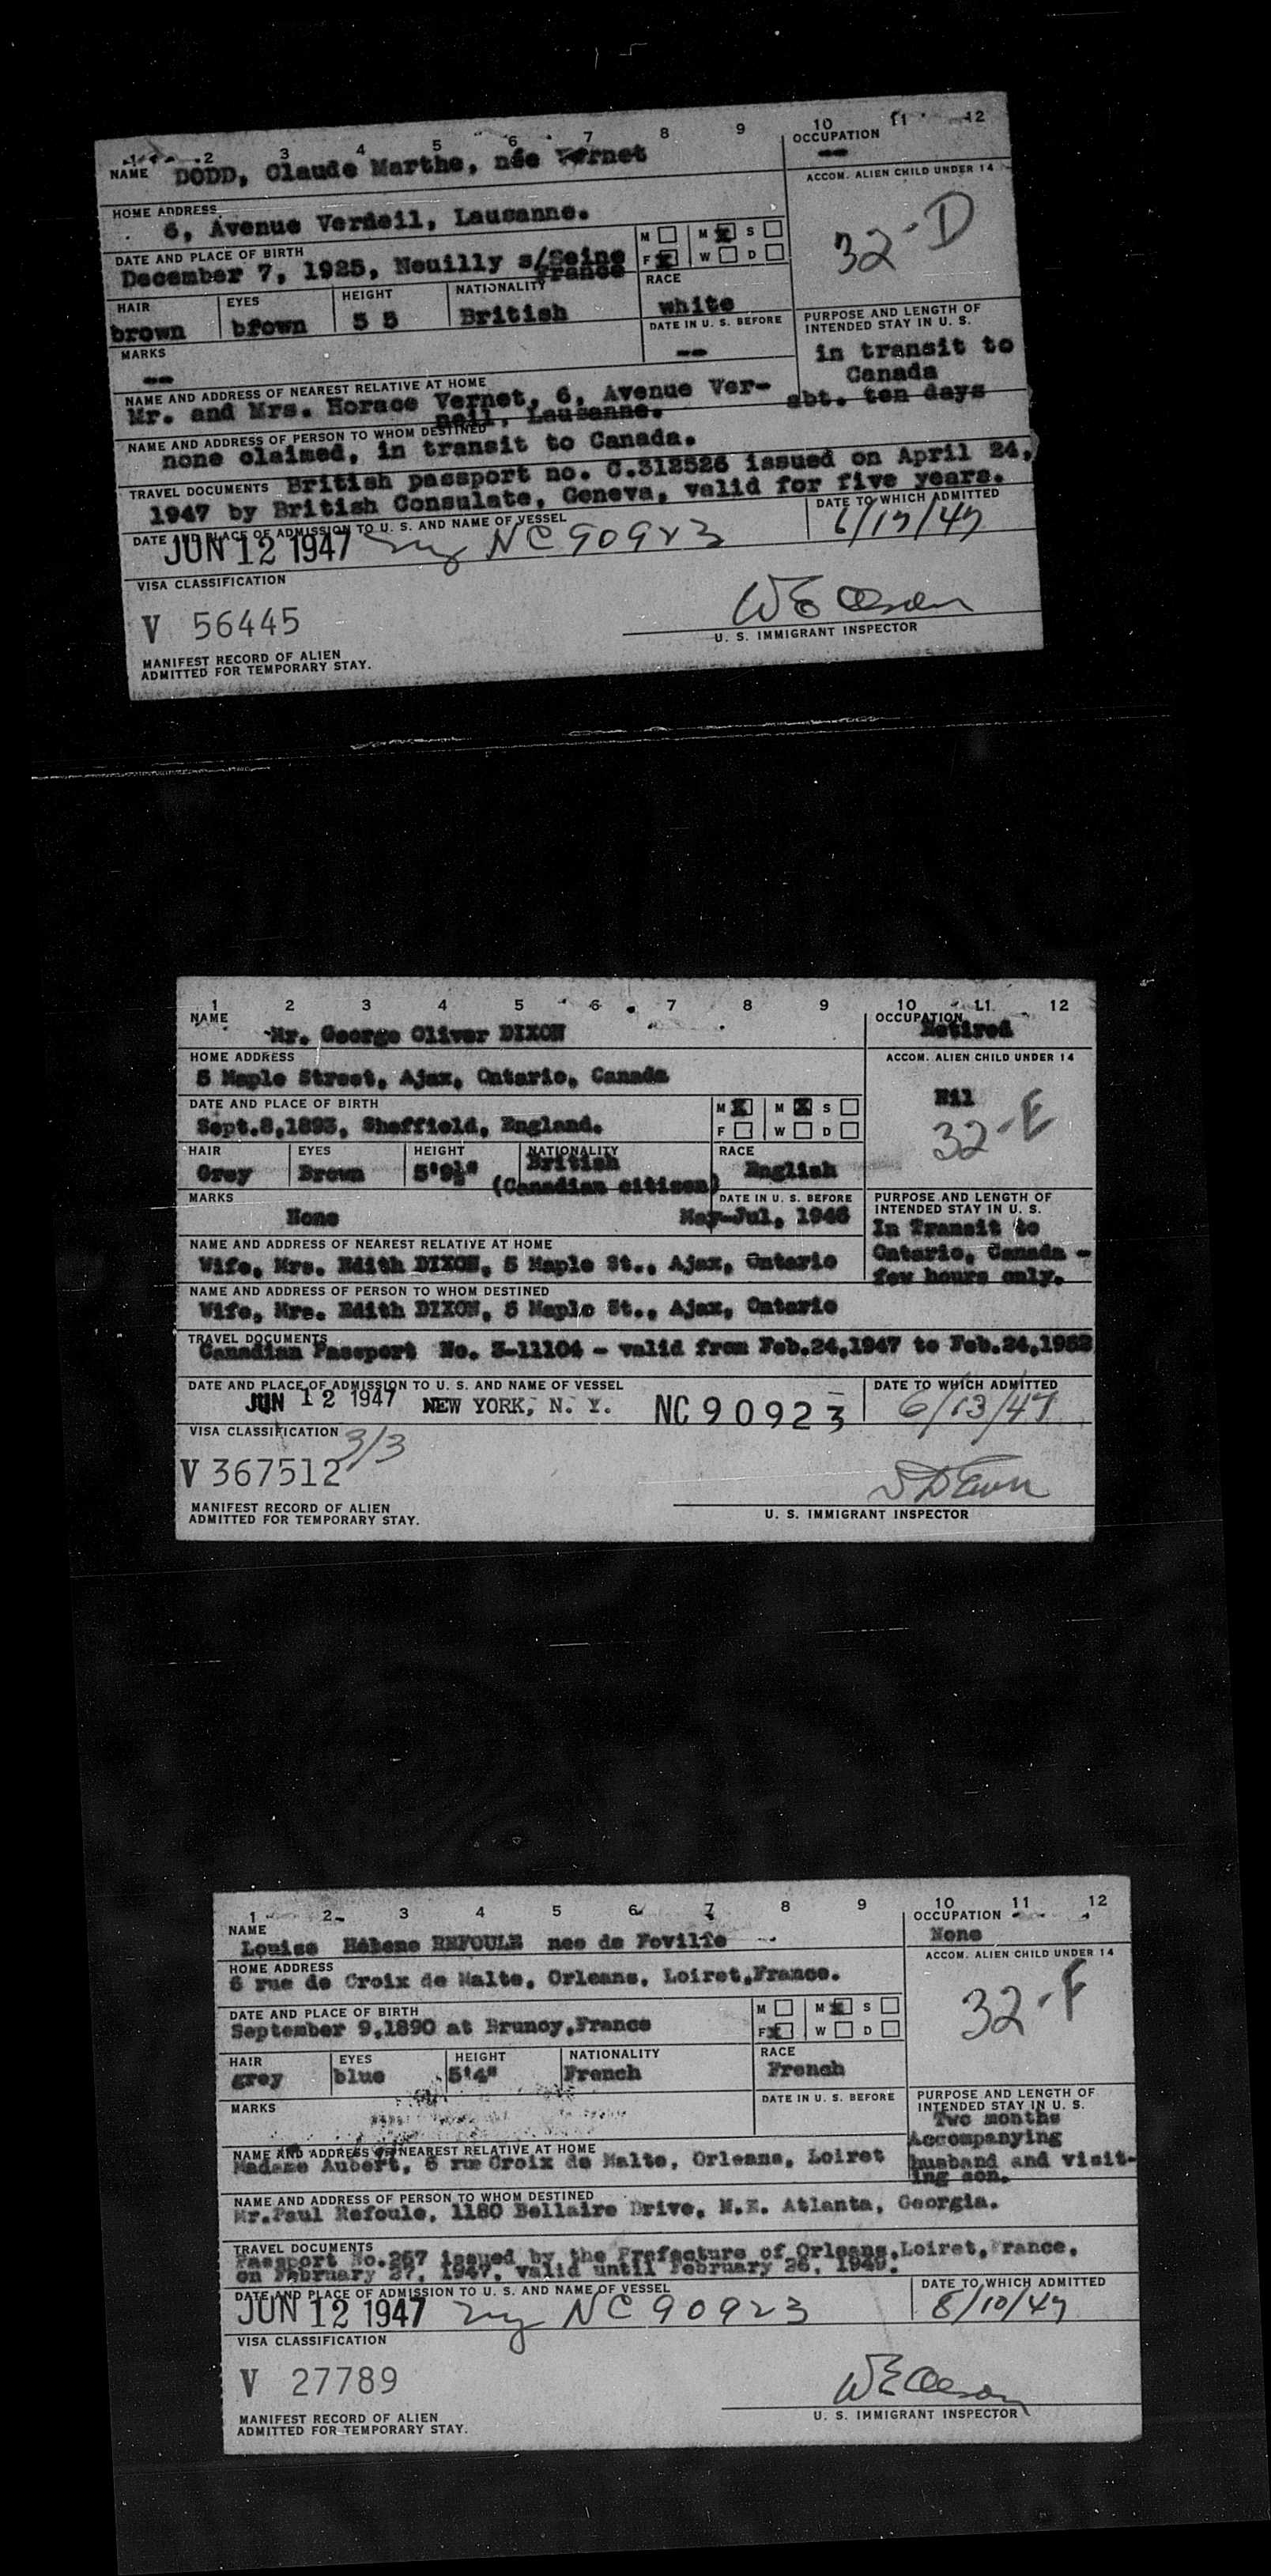 1 2 3 4 5 6 7 8 9 10 11 12
NAME DODD, Claude Marthe, née Vernet
OCCUPATION --
HOME ADDRESS
6, Avenue Verneil, Lausanne.
ACCOM. ALIEN CHILD UNDER 14
32-D
DATE AND PLACE OF BIRTH
December 7, 1925, Neuilly s/Seine
France
M M X S
F X W D
HAIR EYES HEIGHT NATIONALITY RACE
brown brown 5 5 British white
MARKS
--
DATE IN U. S. BEFORE
--
PURPOSE AND LENGTH OF
INTENDED STAY IN U. S.
in transit to
Canada
abt. ten days
NAME AND ADDRESS OF NEAREST RELATIVE AT HOME
Mr. and Mrs. Horace Vernet, 6, Avenue Ver-
neil, Lausanne.
NAME AND ADDRESS OF PERSON TO WHOM DESTINED
none claimed, in transit to Canada.
TRAVEL DOCUMENTS British passport no. C.312526 issued on April 24,
1947 by British Consulate, Geneva, valid for five years.
DATE AND PLACE OF ADMISSION TO U. S. AND NAME OF VESSEL
JUN 12 1947 NC 90923
DATE TO WHICH ADMITTED
VISA CLASSIFICATION
V 56445
U. S. IMMIGRANT INSPECTOR
MANIFEST RECORD OF ALIEN
ADMITTED FOR TEMPORARY STAY.
1 2 3 4 5 6 7 8 9 10 11 12
NAME
Mr. George Oliver DIXON
OCCUPATION
Retired
HOME ADDRESS
5 Maple Street, Ajax, Ontario, Canada
ACCOM. ALIEN CHILD UNDER 14
Nil
32-E
DATE AND PLACE OF BIRTH
Sept.8,1893, Sheffield, England.
M X M X S
F W D
HAIR EYES HEIGHT NATIONALITY RACE
Grey Brown 5'9½" British English
(Canadian citizen)
MARKS
None
DATE IN U. S. BEFORE
May-Jul, 1946
PURPOSE AND LENGTH OF
INTENDED STAY IN U. S.
In Transit to
Ontario, Canada -
few hours only.
NAME AND ADDRESS OF NEAREST RELATIVE AT HOME
Wife, Mrs. Edith DIXON, 5 Maple St., Ajax, Ontario
NAME AND ADDRESS OF PERSON TO WHOM DESTINED
Wife, Mrs. Edith DIXON, 5 Maple St., Ajax, Ontario
TRAVEL DOCUMENTS
Canadian Passport No. 3-11104 - valid from Feb.24,1947 to Feb.24,1952
DATE AND PLACE OF ADMISSION TO U. S. AND NAME OF VESSEL
JUN 12 1947 NEW YORK, N. Y. NC 90923
DATE TO WHICH ADMITTED
6/13/47
VISA CLASSIFICATION 3/3
V 367512
U. S. IMMIGRANT INSPECTOR
MANIFEST RECORD OF ALIEN
ADMITTED FOR TEMPORARY STAY.
1 2 3 4 5 6 7 8 9 10 11 12
NAME
Louise Hélène REFOULE nee de Foville
OCCUPATION
None
HOME ADDRESS
6 rue de Croix de Malte, Orleans, Loiret,France.
ACCOM. ALIEN CHILD UNDER 14
32-F
DATE AND PLACE OF BIRTH
September 9,1890 at Brunoy,France
M M X S
F X W D
HAIR EYES HEIGHT NATIONALITY RACE
grey blue 5'4" French French
MARKS
DATE IN U. S. BEFORE
PURPOSE AND LENGTH OF
INTENDED STAY IN U. S.
Two months
Accompanying
husband and visit-
ing son.
NAME AND ADDRESS OF NEAREST RELATIVE AT HOME
Madame Aubert, 6 rue Croix de Malte, Orleans, Loiret
NAME AND ADDRESS OF PERSON TO WHOM DESTINED
Mr.Paul Refoule, 1180 Bellaire Drive, N.E. Atlanta, Georgia.
TRAVEL DOCUMENTS
Passport No.267 issued by the Prefecture of Orleans,Loiret,France,
on February 27, 1947, valid until February 26, 1949.
DATE AND PLACE OF ADMISSION TO U. S. AND NAME OF VESSEL
JUN 12 1947 NC 90923
DATE TO WHICH ADMITTED
8/10/47
VISA CLASSIFICATION
V 27789
U. S. IMMIGRANT INSPECTOR
MANIFEST RECORD OF ALIEN
ADMITTED FOR TEMPORARY STAY.